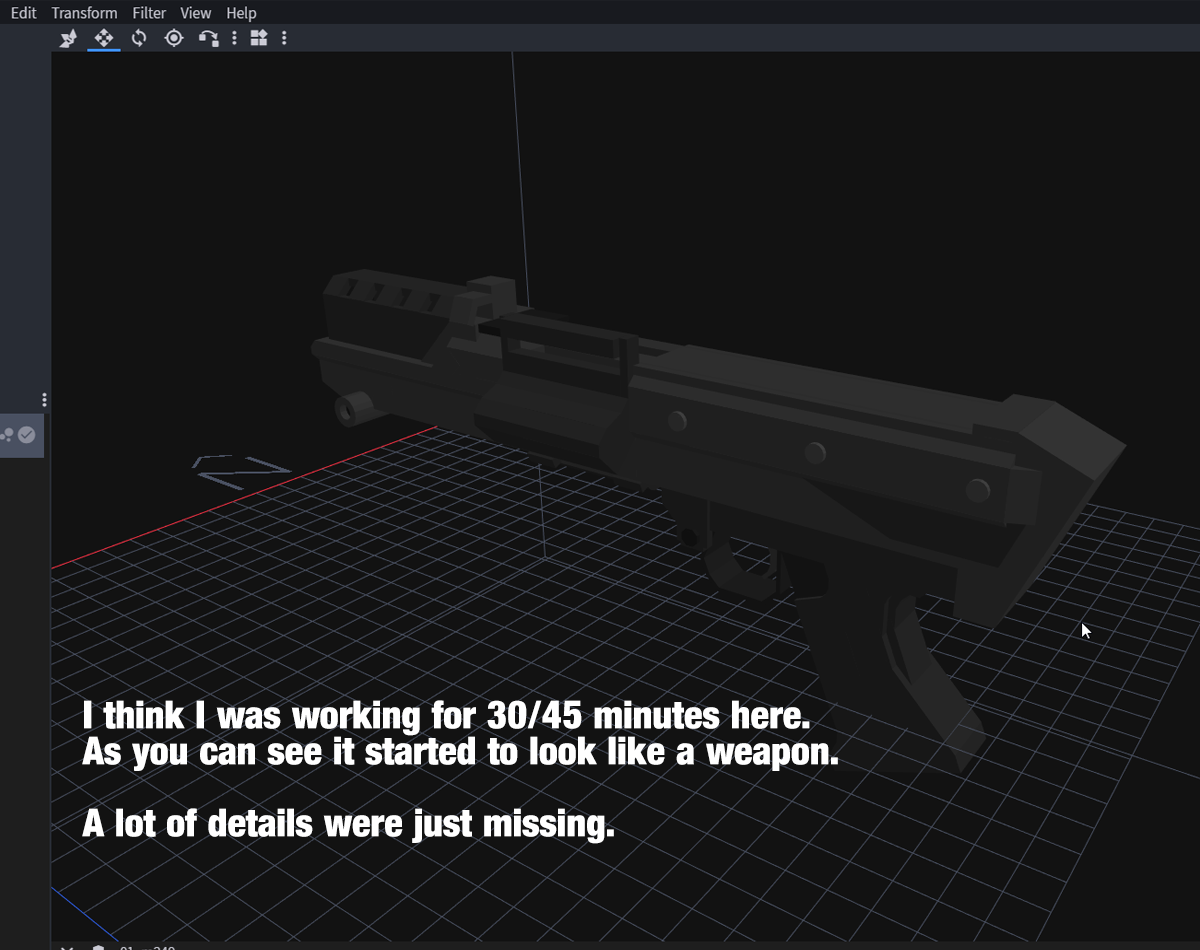 Edit Transform Filter View Help
I think I was working for 30/45 minutes here.
As you can see it started to look like a weapon.
A lot of details were just missing.